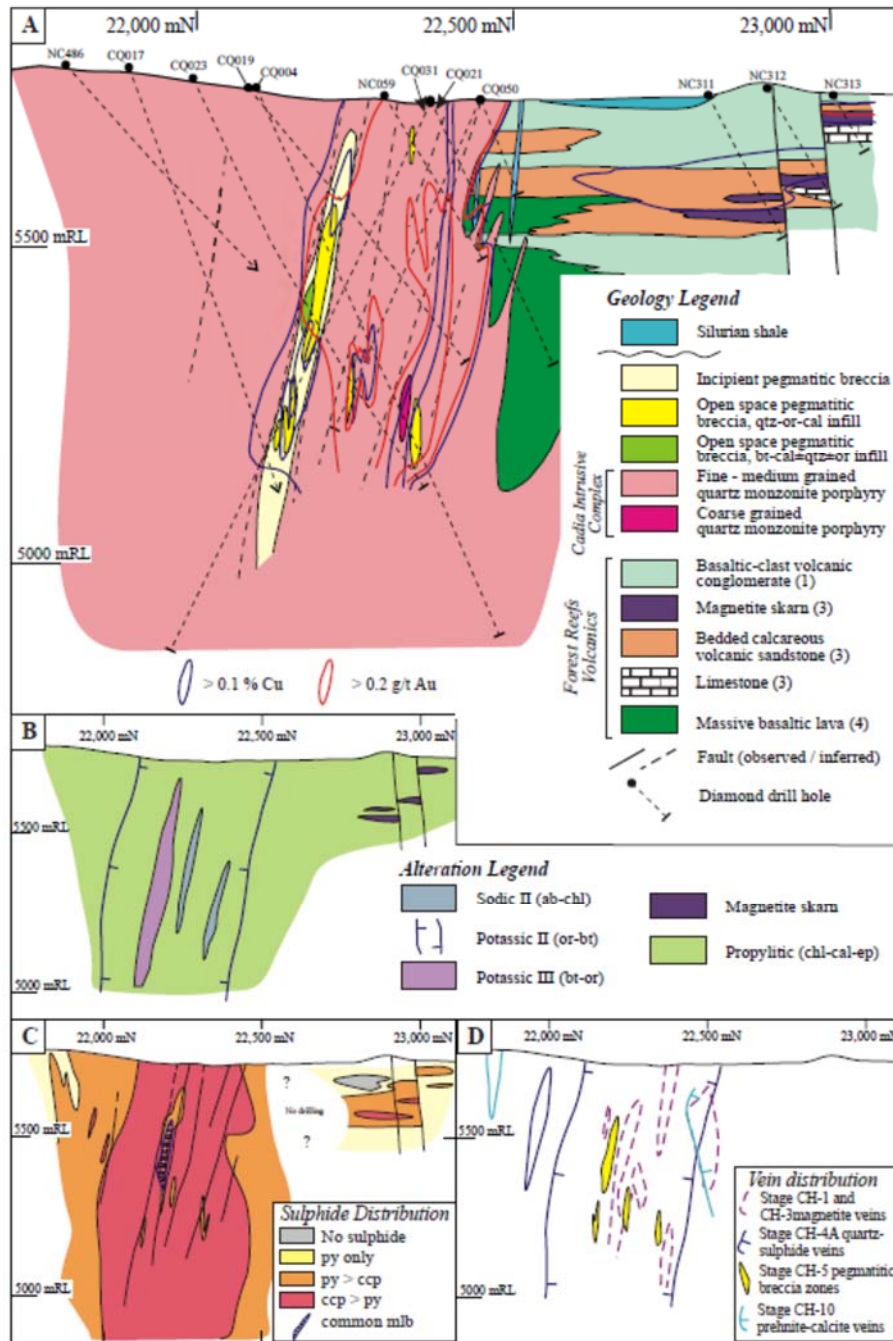 22,000 mN
22,500 mN
23,000 mN
A
NC486
CQ017
CQ023
CQ019
CQ004
NC059
CQ031
CQ021
CQ050
NC311
NC312
NC313
5500 mRL
5000 mRL
> 0.1 % Cu
> 0.2 g/t Au
Geology Legend
Silurian shale
Incipient pegmatitic breccia
Open space pegmatitic
breccia, qtz-or-cal infill
Open space pegmatitic
breccia, bt-cal±qtz±or infill
Cadia Intrusive
Complex
Fine - medium grained
quartz monzonite porphyry
Coarse grained
quartz monzonite porphyry
Forest Reefs
Volcanics
Basaltic-clast volcanic
conglomerate (1)
Magnetite skarn (3)
Bedded calcareous
volcanic sandstone (3)
Limestone (3)
Massive basaltic lava (4)
Fault (observed / inferred)
Diamond drill hole
B
22,000 mN
22,500 mN
23,000 mN
5500 mRL
5000 mRL
Alteration Legend
Sodic II (ab-chl)
Potassic II (or-bt)
Potassic III (bt-or)
Magnetite skarn
Propylitic (chl-cal-ep)
C
22,000 mN
22,500 mN
23,000 mN
?
No drilling
?
5500 mRL
5000 mRL
Sulphide Distribution
No sulphide
py only
py > ccp
ccp > py
common mlb
D
22,000 mN
22,500 mN
23,000 mN
5500 mRL
5000 mRL
Vein distribution
Stage CH-1 and
CH-3magnetite veins
Stage CH-4A quartz-
sulphide veins
Stage CH-5 pegmatitic
breccia zones
Stage CH-10
prehnite-calcite veins